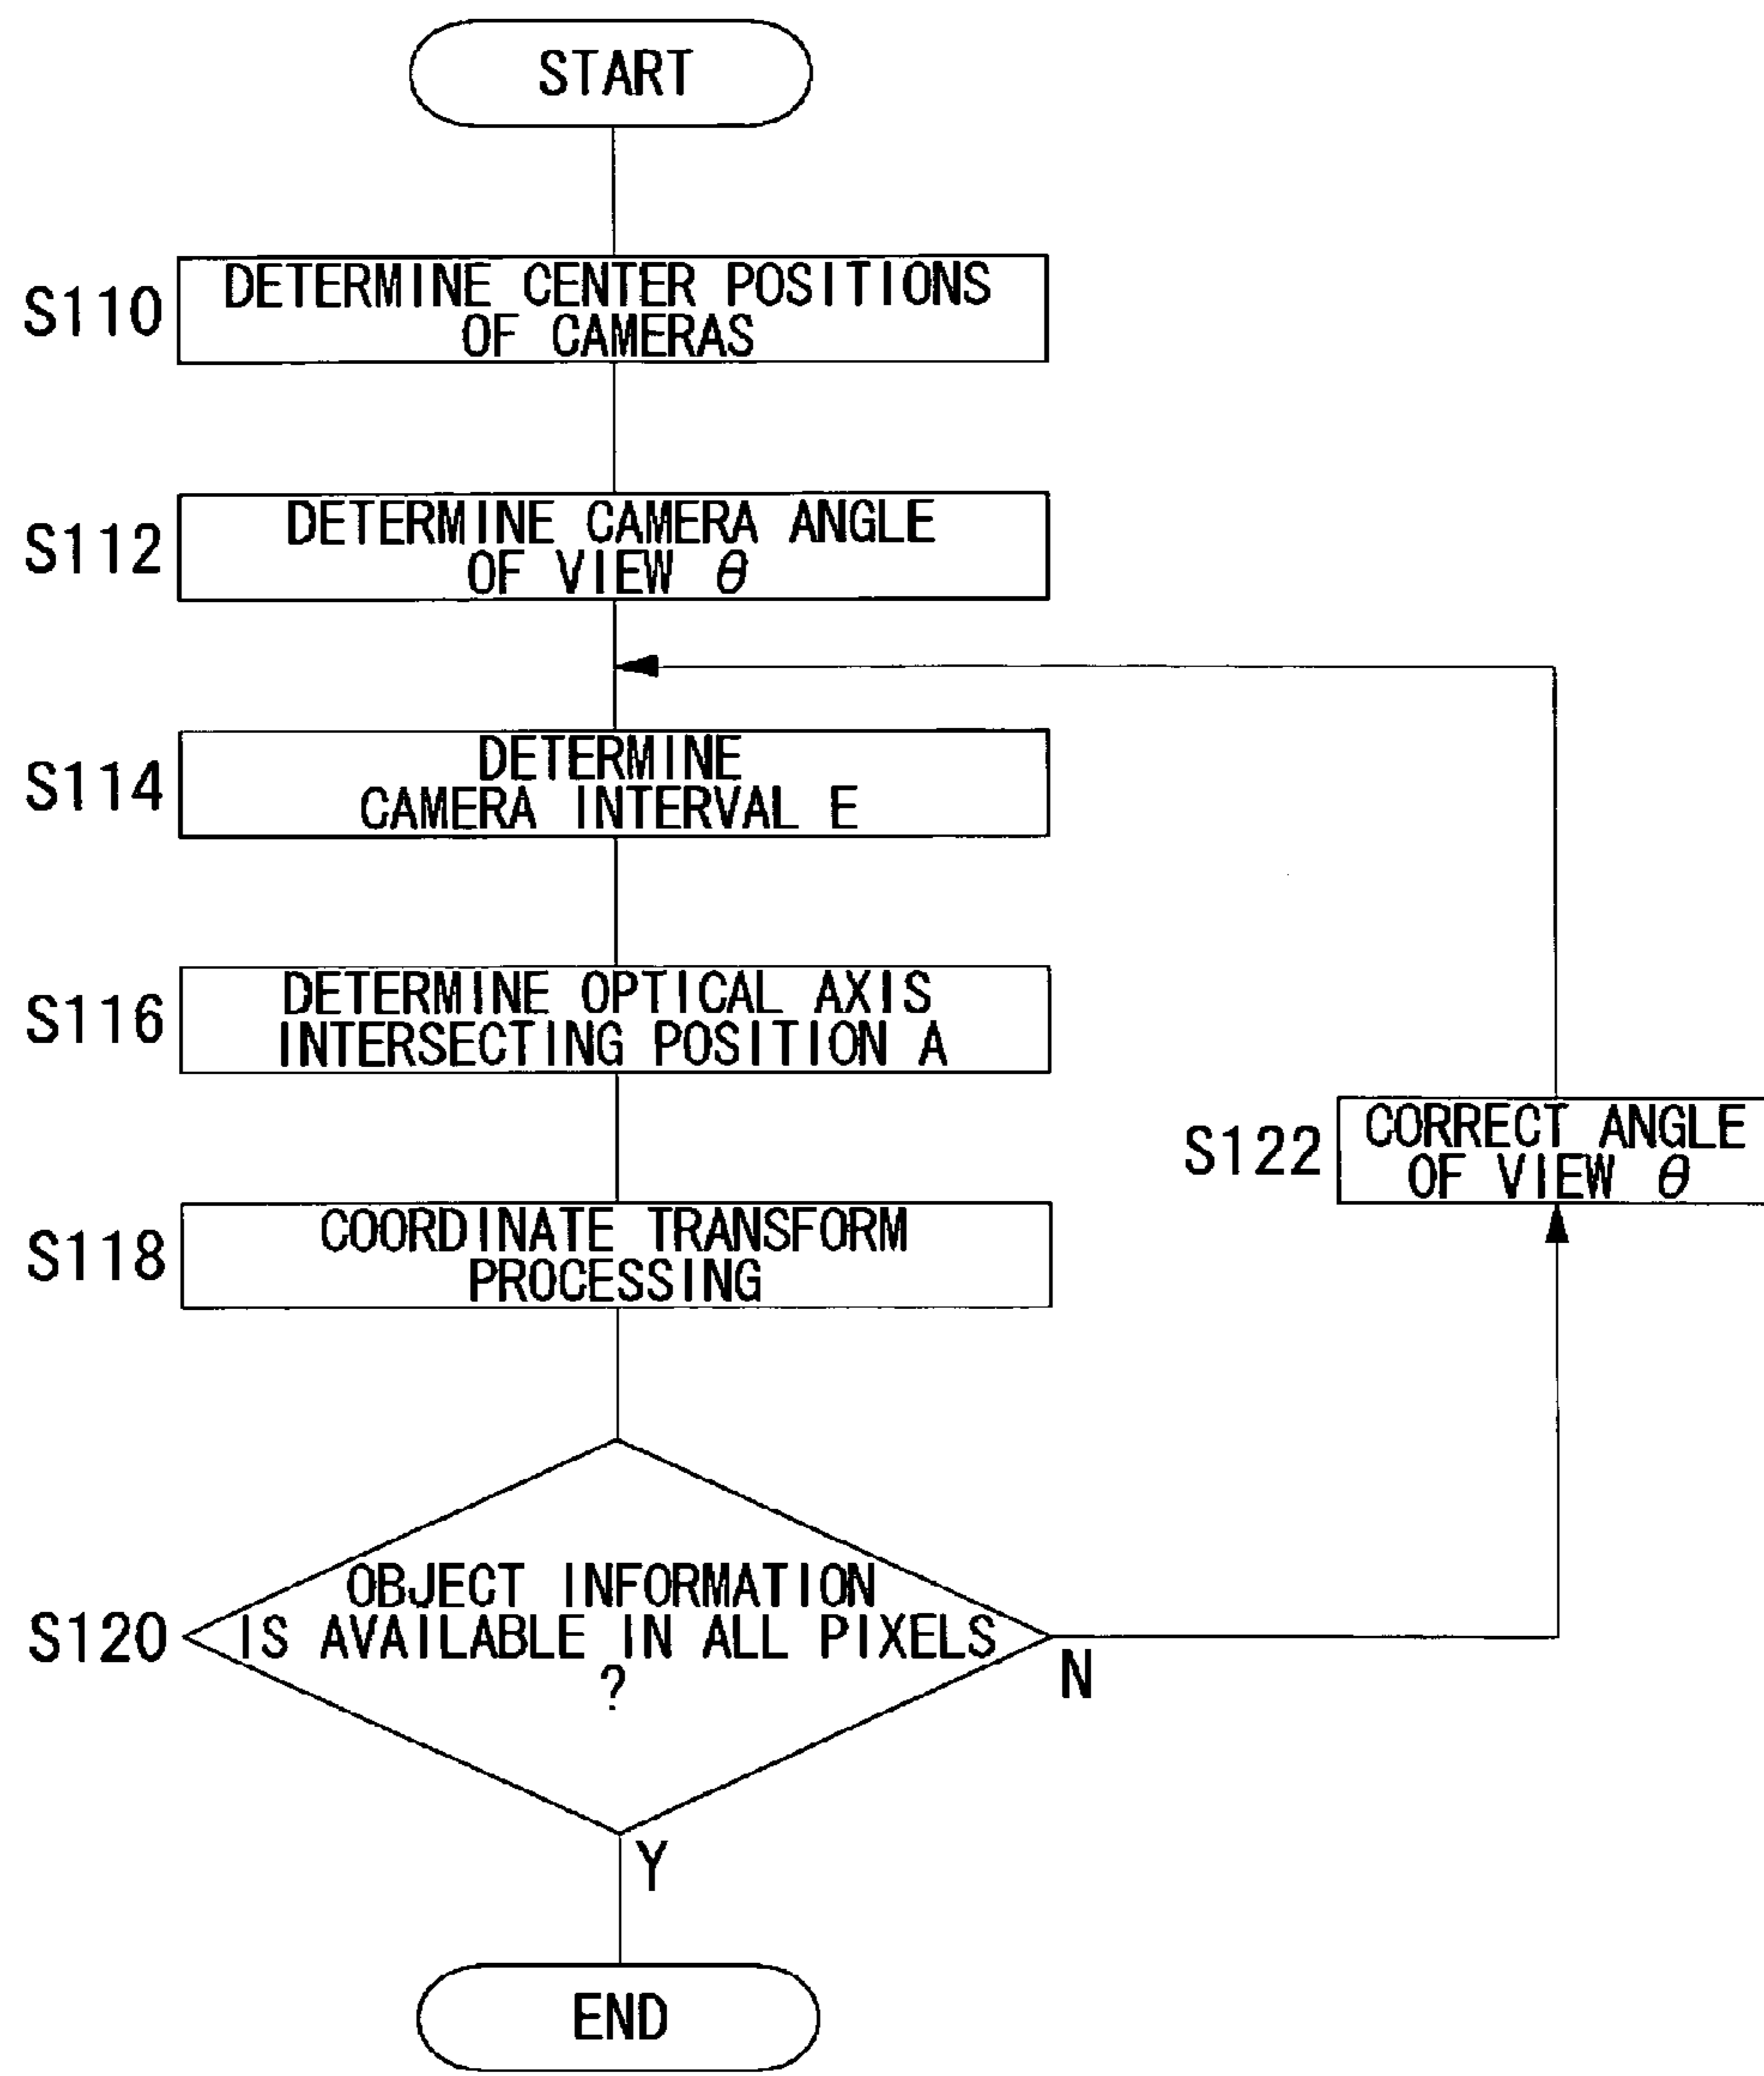 START
S110
DETERMINE CENTER POSITIONS
OF CAMERAS
S112
DETERMINE CAMERA ANGLE
OF VIEW θ
S114
DETERMINE
CAMERA INTERVAL E
S116
DETERMINE OPTICAL AXIS
INTERSECTING POSITION A
S122
CORRECT ANGLE
OF VIEW θ
S118
COORDINATE TRANSFORM
PROCESSING
S120
OBJECT INFORMATION
IS AVAILABLE IN ALL PIXELS
?
N
Y
END